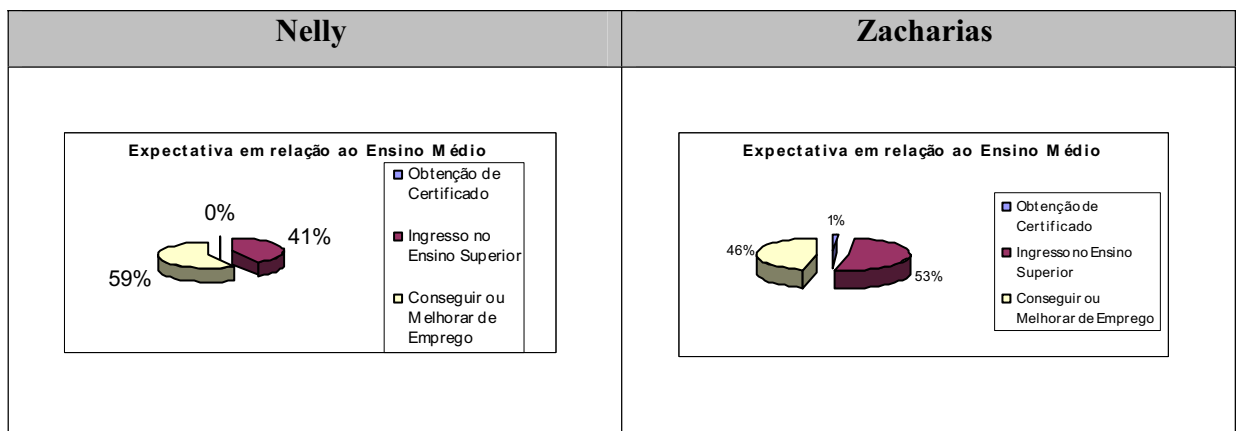 Nelly
Zacharias
Expectativa em relação ao Ensino Médio
0%
41%
59%
Obtenção de
Certificado
Ingresso no
Ensino Superior
Conseguir ou
Melhorar de
Emprego
Expectativa em relação ao Ensino Médio
1%
46%
53%
Obtenção de
Certificado
Ingresso no Ensino
Superior
Conseguir ou
Melhorar de Emprego